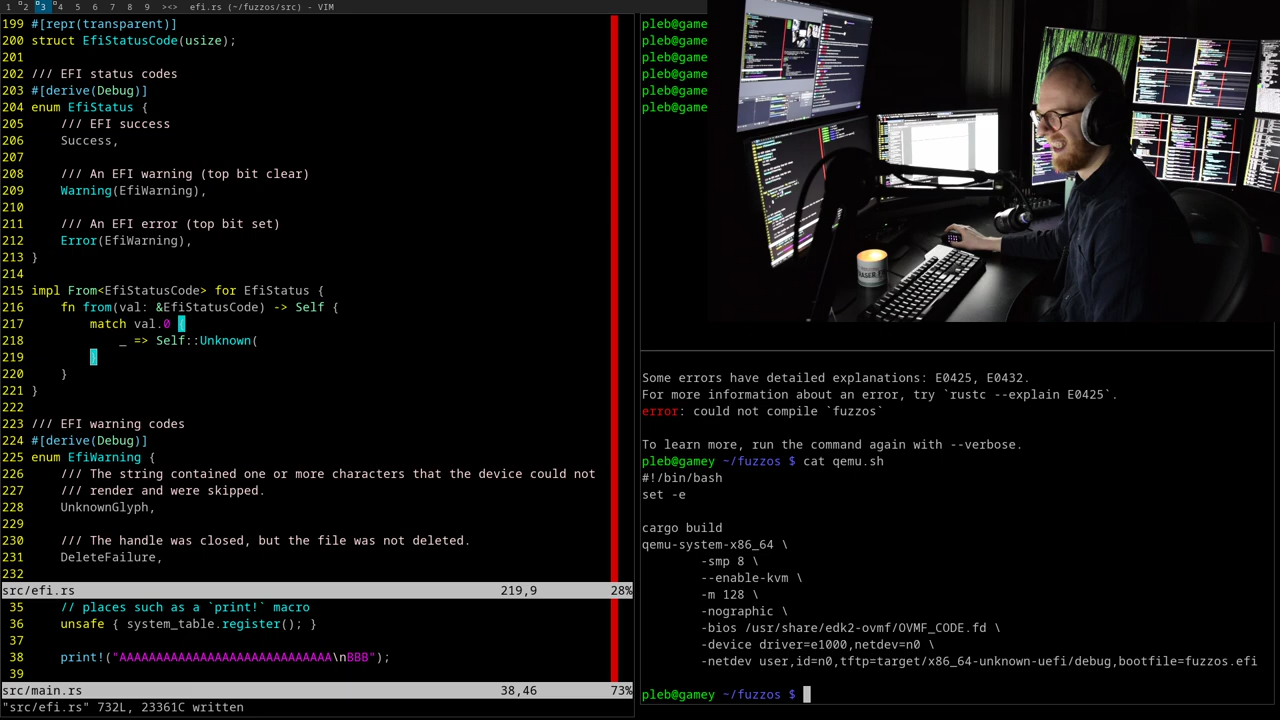 1 2 3 4 5 6 7 8 9 ><> efi.rs (~/fuzzos/src) - VIM
199 #[repr(transparent)]
200 struct EfiStatusCode(usize);
201
202 /// EFI status codes
203 #[derive(Debug)]
204 enum EfiStatus {
205     /// EFI success
206     Success,
207
208     /// An EFI warning (top bit clear)
209     Warning(EfiWarning),
210
211     /// An EFI error (top bit set)
212     Error(EfiWarning),
213 }
214
215 impl From<EfiStatusCode> for EfiStatus {
216     fn from(val: &EfiStatusCode) -> Self {
217         match val.0 {
218             _ => Self::Unknown(
219         }
220     }
221 }
222
223 /// EFI warning codes
224 #[derive(Debug)]
225 enum EfiWarning {
226     /// The string contained one or more characters that the device could not
227     /// render and were skipped.
228     UnknownGlyph,
229
230     /// The handle was closed, but the file was not deleted.
231     DeleteFailure,
232
src/efi.rs 219,9 28%
35     // places such as a `print!` macro
36     unsafe { system_table.register(); }
37
38     print!("AAAAAAAAAAAAAAAAAAAAAAAAAAAAA\nBBB");
39
src/main.rs 38,46 73%
"src/efi.rs" 732L, 23361C written
pleb@game
pleb@game
pleb@game
pleb@game
pleb@game
pleb@game
Some errors have detailed explanations: E0425, E0432.
For more information about an error, try `rustc --explain E0425`.
error: could not compile `fuzzos`
To learn more, run the command again with --verbose.
pleb@gamey ~/fuzzos $ cat qemu.sh
#!/bin/bash
set -e
cargo build
qemu-system-x86_64 \
        -smp 8 \
        --enable-kvm \
        -m 128 \
        -nographic \
        -bios /usr/share/edk2-ovmf/OVMF_CODE.fd \
        -device driver=e1000,netdev=n0 \
        -netdev user,id=n0,tftp=target/x86_64-unknown-uefi/debug,bootfile=fuzzos.efi
pleb@gamey ~/fuzzos $